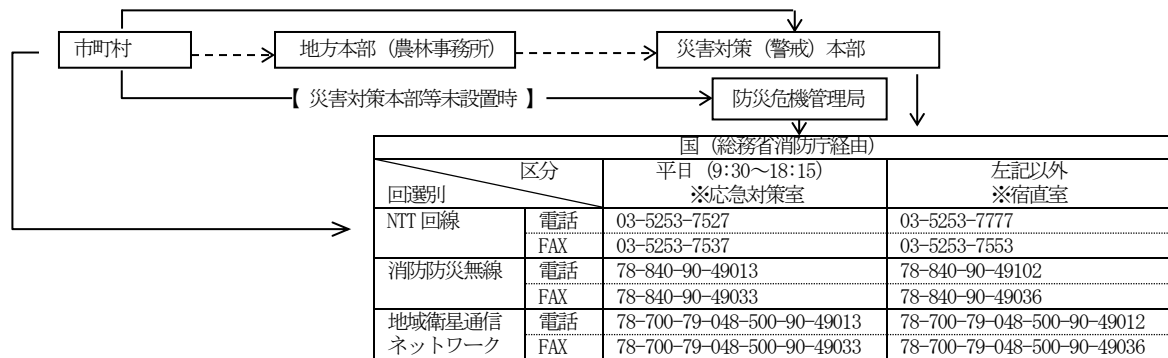 市町村
地方本部（農林事務所）
災害対策（警戒）本部
【 災害対策本部等未設置時 】
防災危機管理局
国（総務省消防庁経由）
区分
回選別
平日（9:30～18:15）
※応急対策室
左記以外
※宿直室
NTT 回線 電話 03-5253-7527 03-5253-7777
FAX 03-5253-7537 03-5253-7553
消防防災無線 電話 78-840-90-49013 78-840-90-49102
FAX 78-840-90-49033 78-840-90-49036
地域衛星通信 電話 78-700-79-048-500-90-49013 78-700-79-048-500-90-49012
ネットワーク FAX 78-700-79-048-500-90-49033 78-700-79-048-500-90-49036